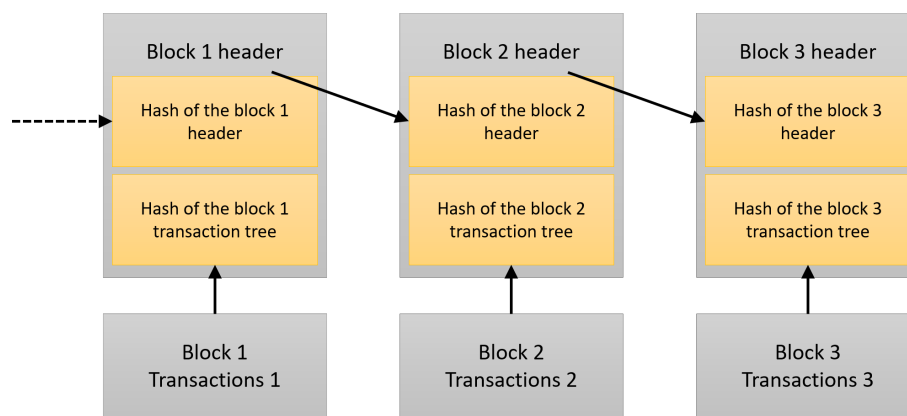 Block 1 header
Hash of the block 1
header
Hash of the block 1
transaction tree
Block 1
Transactions 1
Block 2 header
Hash of the block 2
header
Hash of the block 2
transaction tree
Block 2
Transactions 2
Block 3 header
Hash of the block 3
header
Hash of the block 3
transaction tree
Block 3
Transactions 3